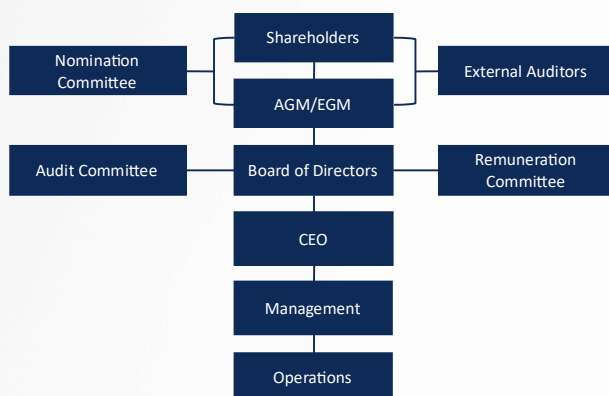 Shareholders
Nomination
Committee
External Auditors
AGM/EGM
Audit Committee
Board of Directors
Remuneration
Committee
CEO
Management
Operations